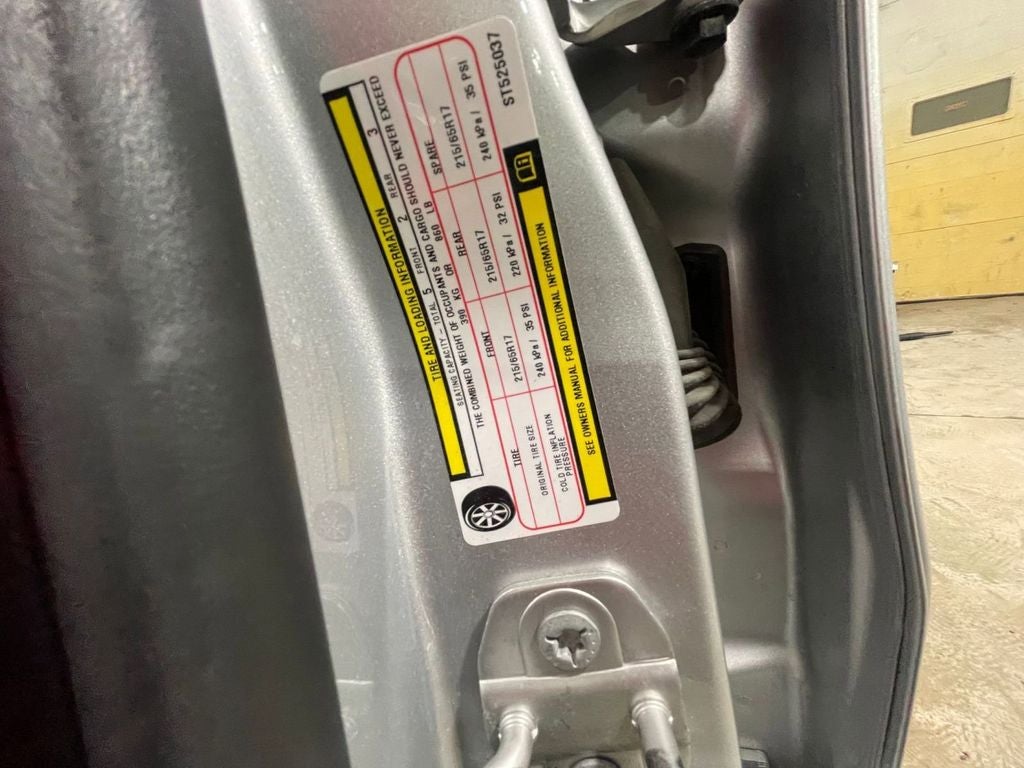 TIRE AND LOADING INFORMATION
SEATING CAPACITY - TOTAL 5 FRONT 2 REAR 3
THE COMBINED WEIGHT OF OCCUPANTS AND CARGO SHOULD NEVER EXCEED
390 KG OR 860 LB
TIRE FRONT REAR SPARE
ORIGINAL TIRE SIZE 215/65R17 215/65R17 215/65R17
COLD TIRE INFLATION
PRESSURE 240 kPa / 35 PSI 220 kPa / 32 PSI 240 kPa / 35 PSI
SEE OWNERS MANUAL FOR ADDITIONAL INFORMATION
ST525037